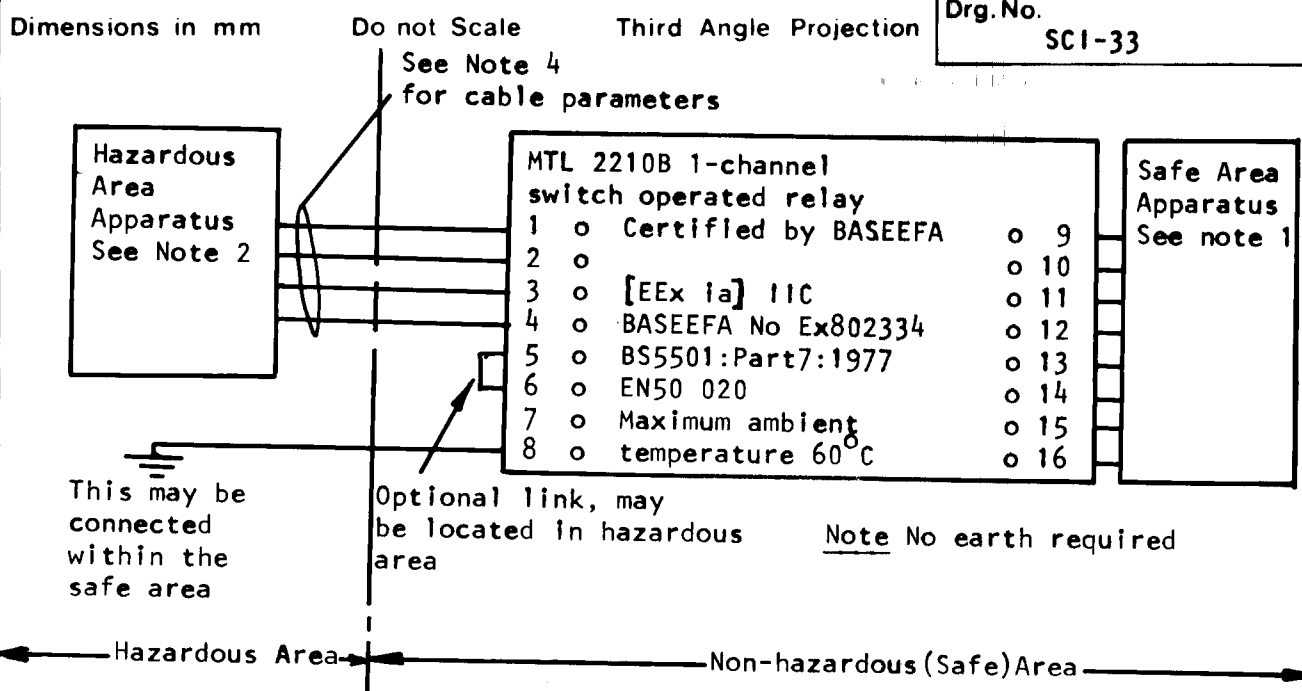 Dimensions in mm
Do not Scale
Third Angle Projection
Drg. No.
SCI-33
See Note 4
for cable parameters
Hazardous
Area
Apparatus
See Note 2
MTL 2210B 1-channel
switch operated relay
1 o Certified by BASEEFA o 9
2 o o 10
3 o [EEx ia] IIC o 11
4 o BASEEFA No Ex802334 o 12
5 o BS5501:Part7:1977 o 13
6 o EN50 020 o 14
7 o Maximum ambient o 15
8 o temperature 60°C o 16
Safe Area
Apparatus
See note 1
This may be
connected
within the
safe area
Optional link, may
be located in hazardous
area
Note No earth required
Hazardous Area
Non-hazardous (Safe) Area